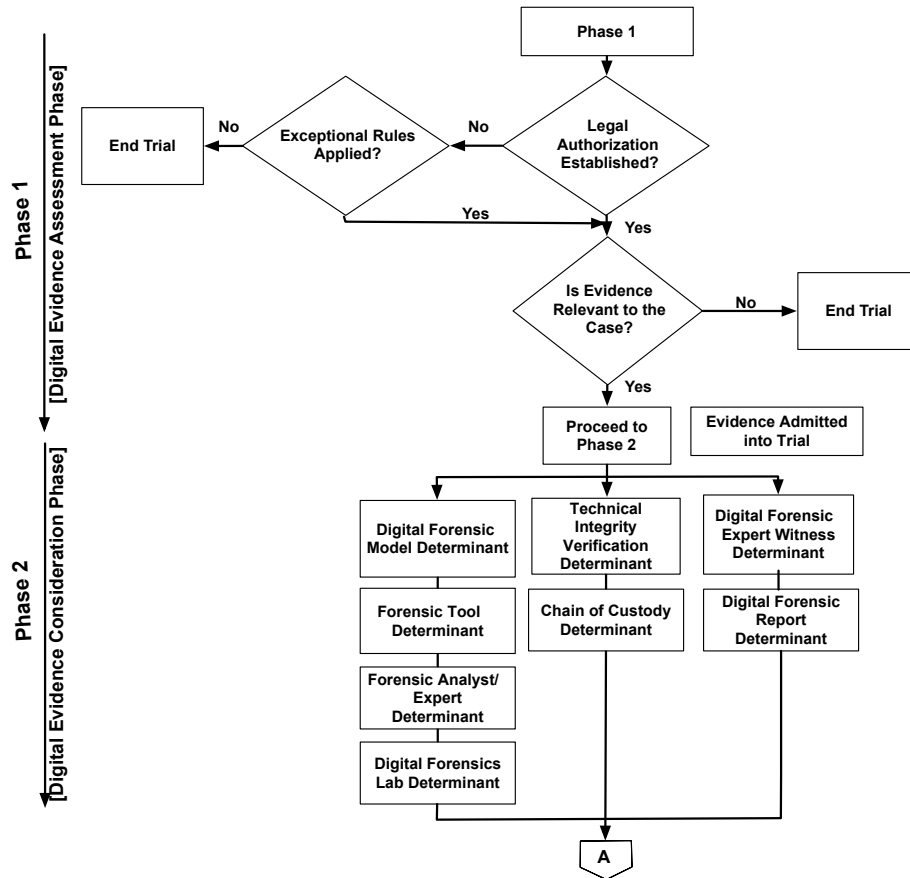 Phase 1
Legal
Authorization
Established?
No
Exceptional Rules
Applied?
No
End Trial
Yes
Yes
Is Evidence
Relevant to the
Case?
No
End Trial
Yes
Proceed to
Phase 2
Evidence Admitted
into Trial
Digital Forensic
Model Determinant
Technical
Integrity
Verification
Determinant
Digital Forensic
Expert Witness
Determinant
Forensic Tool
Determinant
Chain of Custody
Determinant
Digital Forensic
Report
Determinant
Forensic Analyst/
Expert
Determinant
Digital Forensics
Lab Determinant
A
Phase 1
[Digital Evidence Assessment Phase]
Phase 2
[Digital Evidence Consideration Phase]